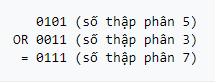 0101 (số thập phân 5)
OR 0011 (số thập phân 3)
= 0111 (số thập phân 7)